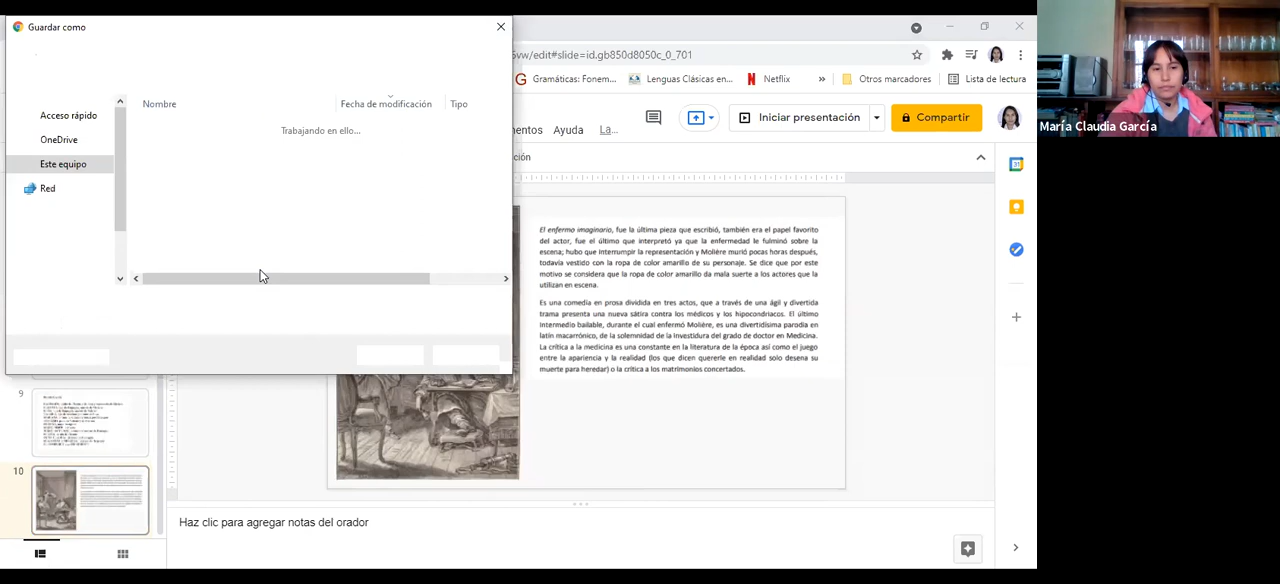 Guardar como
6vw/edit#slide=id.gb850d8050c_0_701
Gramáticas: Fonem...
Lenguas Clásicas en...
Netflix
»
Otros marcadores
Lista de lectura
Acceso rápido
OneDrive
Este equipo
Red
Nombre
Fecha de modificación
Tipo
Trabajando en ello...
mentos
Ayuda
La...
Iniciar presentación
Compartir
ción
María Claudia García
El enfermo imaginario, fue la última pieza que escribió, también era el papel favorito
del actor, fue el último que interpretó ya que la enfermedad le fulminó sobre la
escena; hubo que interrumpir la representación y Molière murió pocas horas después,
todavía vestido con la ropa de color amarillo de su personaje. Se dice que por este
motivo se considera que la ropa de color amarillo da mala suerte a los actores que la
utilizan en escena.
Es una comedia en prosa dividida en tres actos, que a través de una ágil y divertida
trama presenta una nueva sátira contra los médicos y los hipocondriacos. El último
intermedio bailable, durante el cual enfermó Molière, es una divertidísima parodia en
latín macarrónico, de la solemnidad de la investidura del grado de doctor en Medicina.
La crítica a la medicina es una constante en la literatura de la época así como el juego
entre la apariencia y la realidad (los que dicen quererle en realidad solo desena su
muerte para heredar) o la crítica a los matrimonios concertados.
9
10
Haz clic para agregar notas del orador